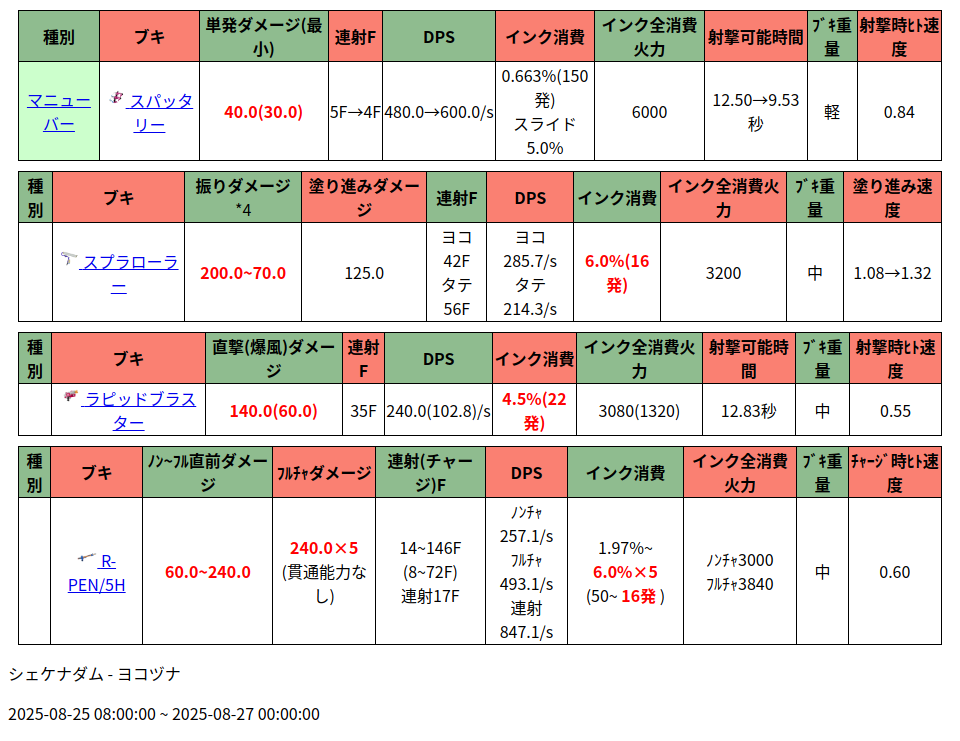 種別 ブキ 単発ダメージ(最小) 連射F DPS インク消費 インク全消費火力 射撃可能時間 ﾌﾞｷ重量 射撃時ﾋﾄ速度
マニューバー スパッタリー 40.0(30.0) 5F→4F 480.0→600.0/s 0.663%(150発) スライド 5.0% 6000 12.50→9.53秒 軽 0.84
種別 ブキ 振りダメージ*4 塗り進みダメージ 連射F DPS インク消費 インク全消費火力 ﾌﾞｷ重量 塗り進み速度
スプラローラー 200.0~70.0 125.0 ヨコ 42F タテ 56F ヨコ 285.7/s タテ 214.3/s 6.0%(16発) 3200 中 1.08→1.32
種別 ブキ 直撃(爆風)ダメージ 連射F DPS インク消費 インク全消費火力 射撃可能時間 ﾌﾞｷ重量 射撃時ﾋﾄ速度
ラピッドブラスター 140.0(60.0) 35F 240.0(102.8)/s 4.5%(22発) 3080(1320) 12.83秒 中 0.55
種別 ブキ ﾉﾝ~ﾌﾙ直前ダメージ ﾌﾙﾁｬダメージ 連射(チャージ)F DPS インク消費 インク全消費火力 ﾌﾞｷ重量 ﾁｬｰｼﾞ時ﾋﾄ速度
R-PEN/5H 60.0~240.0 240.0×5 (貫通能力なし) 14~146F (8~72F) 連射17F ﾉﾝﾁｬ 257.1/s ﾌﾙﾁｬ 493.1/s 連射 847.1/s 1.97%~ 6.0%×5 (50~ 16発 ) ﾉﾝﾁｬ3000 ﾌﾙﾁｬ3840 中 0.60
シェケナダム - ヨコヅナ
2025-08-25 08:00:00 ~ 2025-08-27 00:00:00